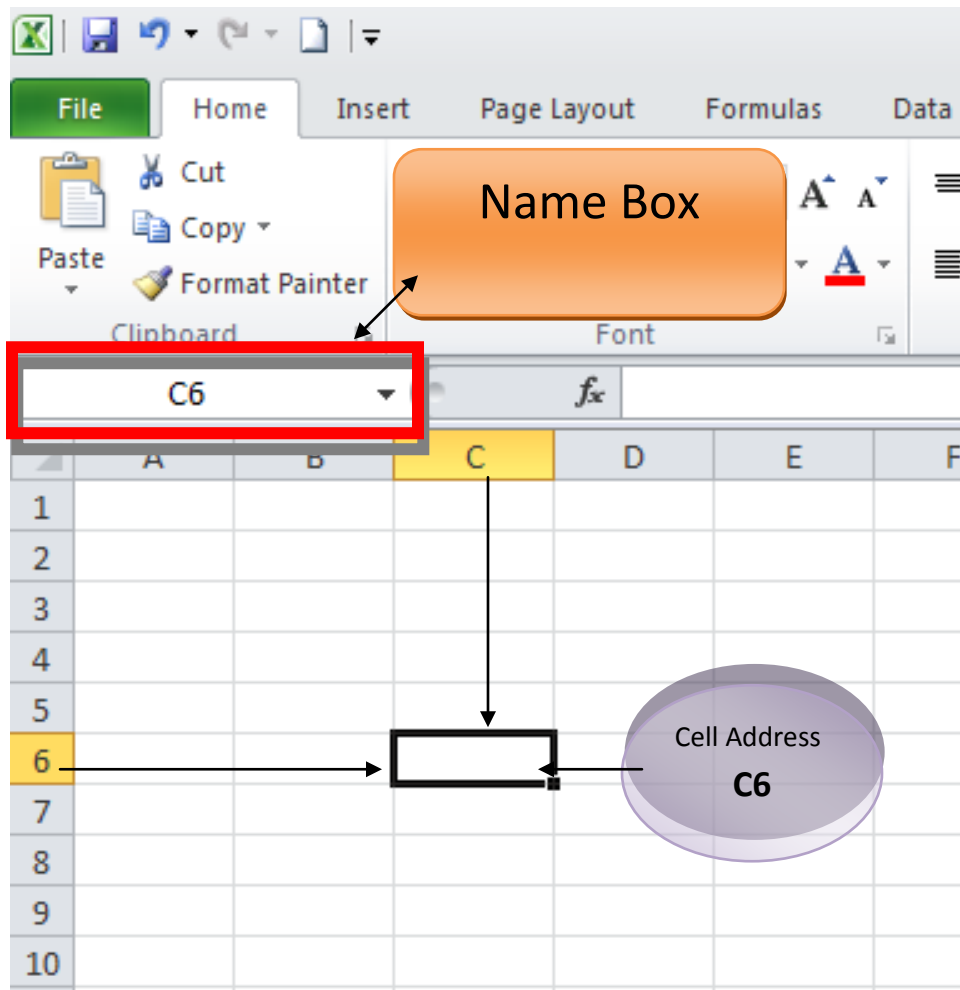 File Home Insert Page Layout Formulas Data
Cut
Copy
Paste
Format Painter
Clipboard
Name Box
A A
A
Font
C6 fx
A B C D E F
1
2
3
4
5
6
7
8
9
10
Cell Address
C6